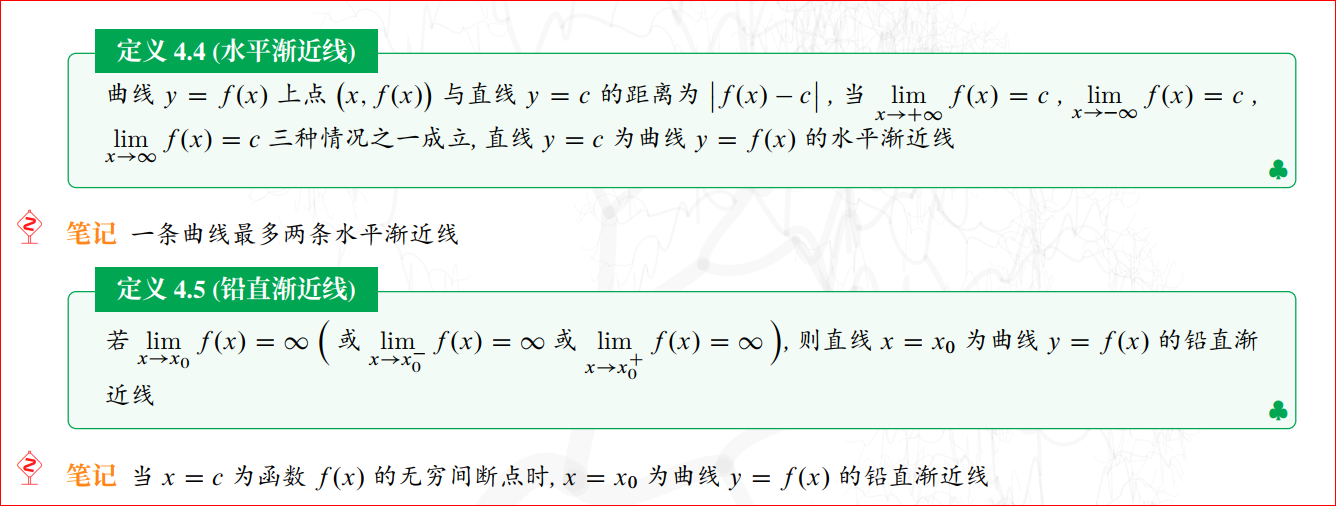 定义 4.4 (水平渐近线)
曲线 y = f(x) 上点 (x, f(x)) 与直线 y = c 的距离为 |f(x) − c| , 当 lim_{x→+∞} f(x) = c , lim_{x→−∞} f(x) = c ,
lim_{x→∞} f(x) = c 三种情况之一成立, 直线 y = c 为曲线 y = f(x) 的水平渐近线
♣
笔记 一条曲线最多两条水平渐近线
定义 4.5 (铅直渐近线)
若 lim_{x→x₀} f(x) = ∞ ( 或 lim_{x→x₀⁻} f(x) = ∞ 或 lim_{x→x₀⁺} f(x) = ∞ ), 则直线 x = x₀ 为曲线 y = f(x) 的铅直渐
近线
♣
笔记 当 x = c 为函数 f(x) 的无穷间断点时, x = x₀ 为曲线 y = f(x) 的铅直渐近线